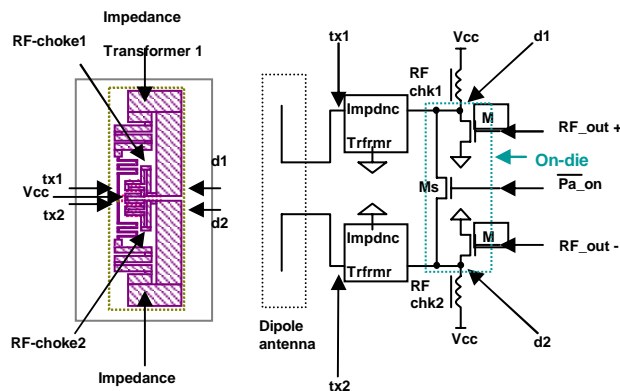 Impedance
Transformer 1
RF-choke1
tx1
Vcc
tx2
d1
d2
RF-choke2
Impedance
tx1
Vcc
d1
RF
chk1
Impdnc
Trfrmr
M
RF_out +
On-die
Ms
Pa_on
Impdnc
Trfrmr
M
RF_out -
RF
chk2
Dipole
antenna
Vcc
d2
tx2